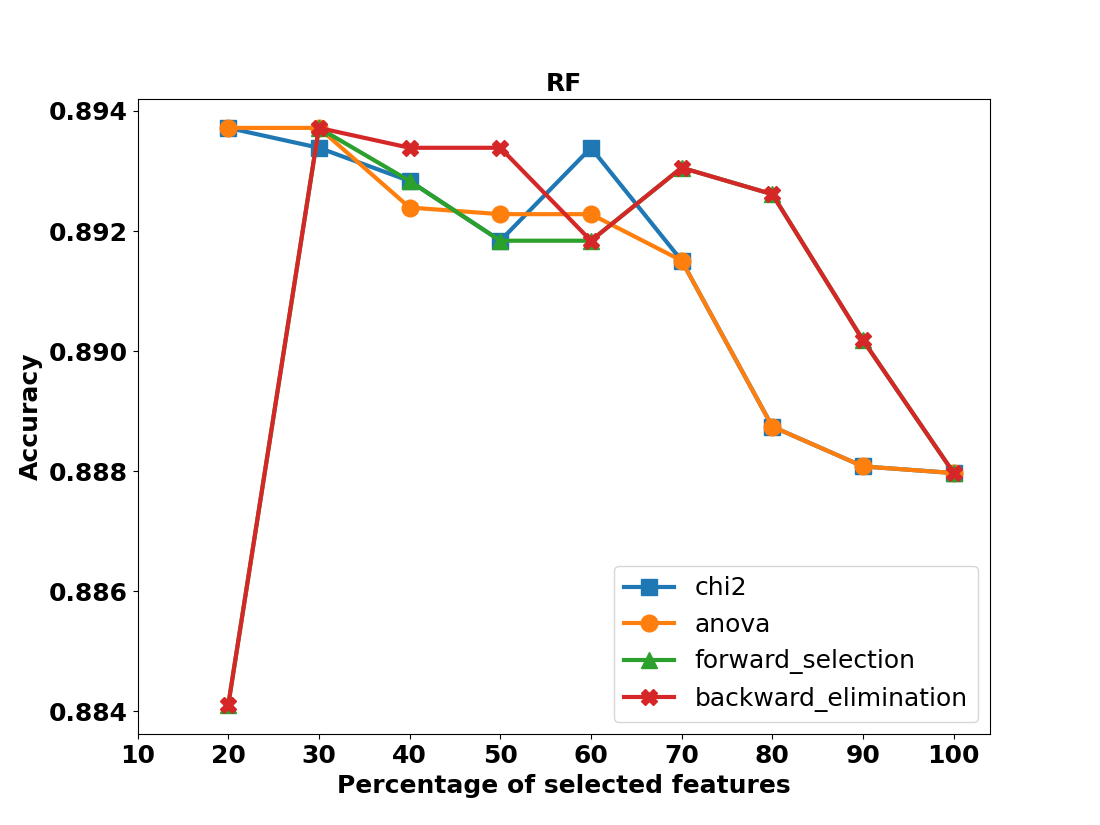 RF
0.894
0.892
0.890
0.888
0.886
0.884
Accuracy
10 20 30 40 50 60 70 80 90 100
Percentage of selected features
chi2
anova
forward_selection
backward_elimination